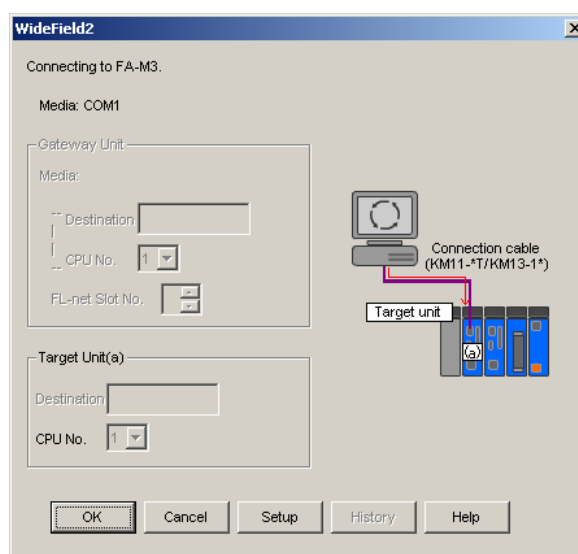 WideField2
Connecting to FA-M3.
Media: COM1
Gateway Unit
Media:
Destination
CPU No. 1
FL-net Slot No.
Connection cable
(KM11-*T/KM13-1*)
Target unit
(a)
Target Unit(a)
Destination
CPU No. 1
OK Cancel Setup History Help